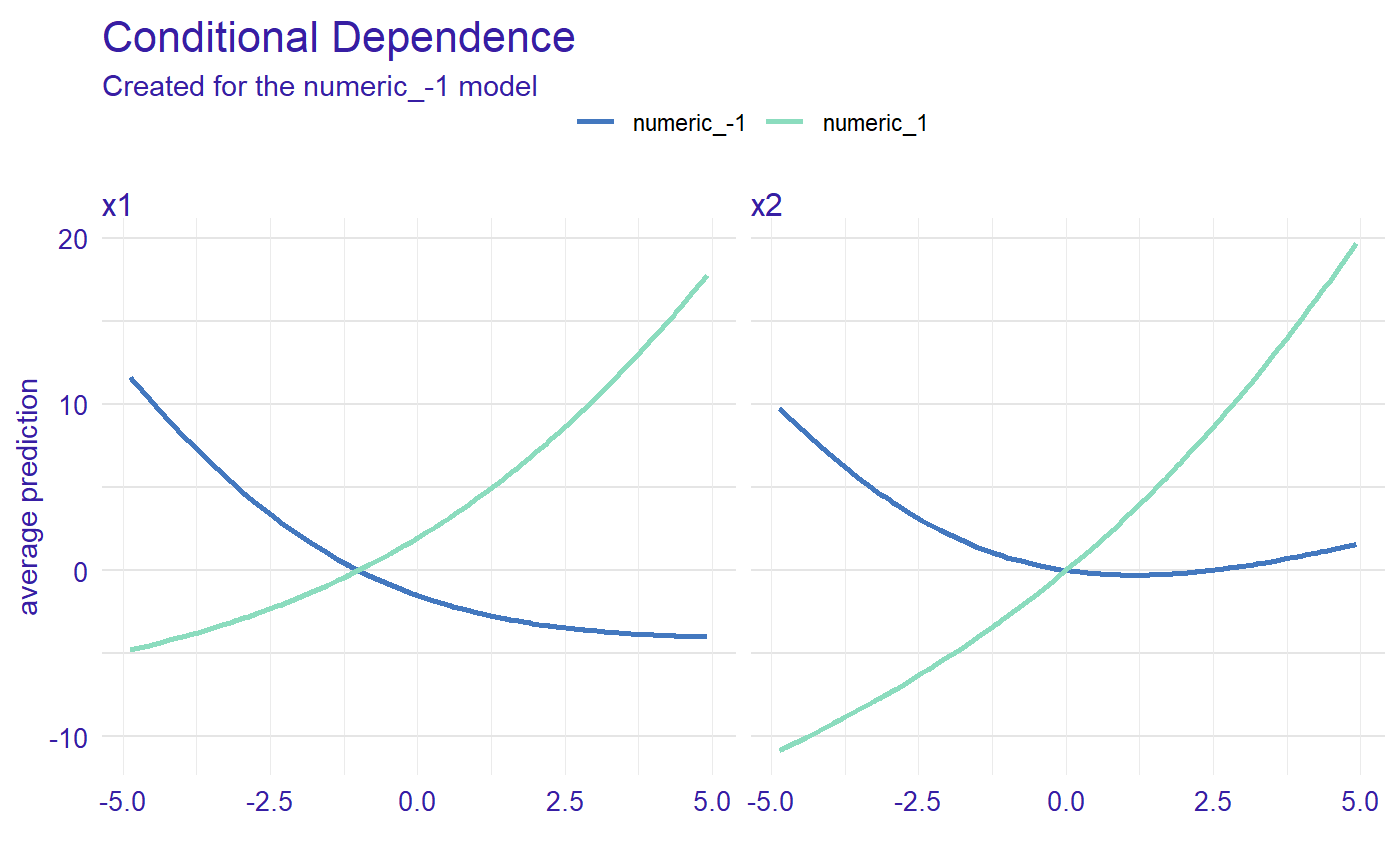 Conditional Dependence
Created for the numeric_-1 model
numeric_-1 numeric_1
x1 x2
20
10
0
-10
average prediction
-5.0 -2.5 0.0 2.5 5.0 -5.0 -2.5 0.0 2.5 5.0